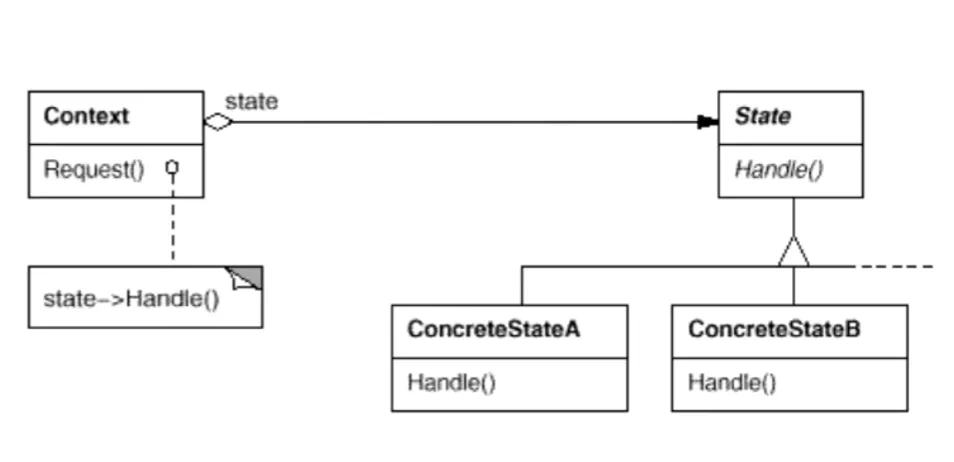 state
Context
State
Request()
Handle()
state–>Handle()
ConcreteStateA
ConcreteStateB
Handle()
Handle()